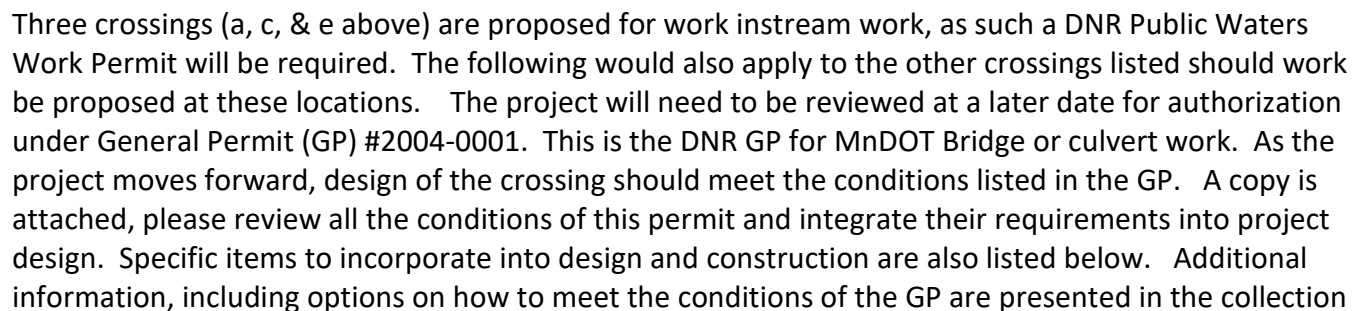 Three crossings (a, c, & e above) are proposed for work instream work, as such a DNR Public Waters
Work Permit will be required.  The following would also apply to the other crossings listed should work
be proposed at these locations.    The project will need to be reviewed at a later date for authorization
under General Permit (GP) #2004-0001.  This is the DNR GP for MnDOT Bridge or culvert work.  As the
project moves forward, design of the crossing should meet the conditions listed in the GP.   A copy is
attached, please review all the conditions of this permit and integrate their requirements into project
design.  Specific items to incorporate into design and construction are also listed below.   Additional
information, including options on how to meet the conditions of the GP are presented in the collection